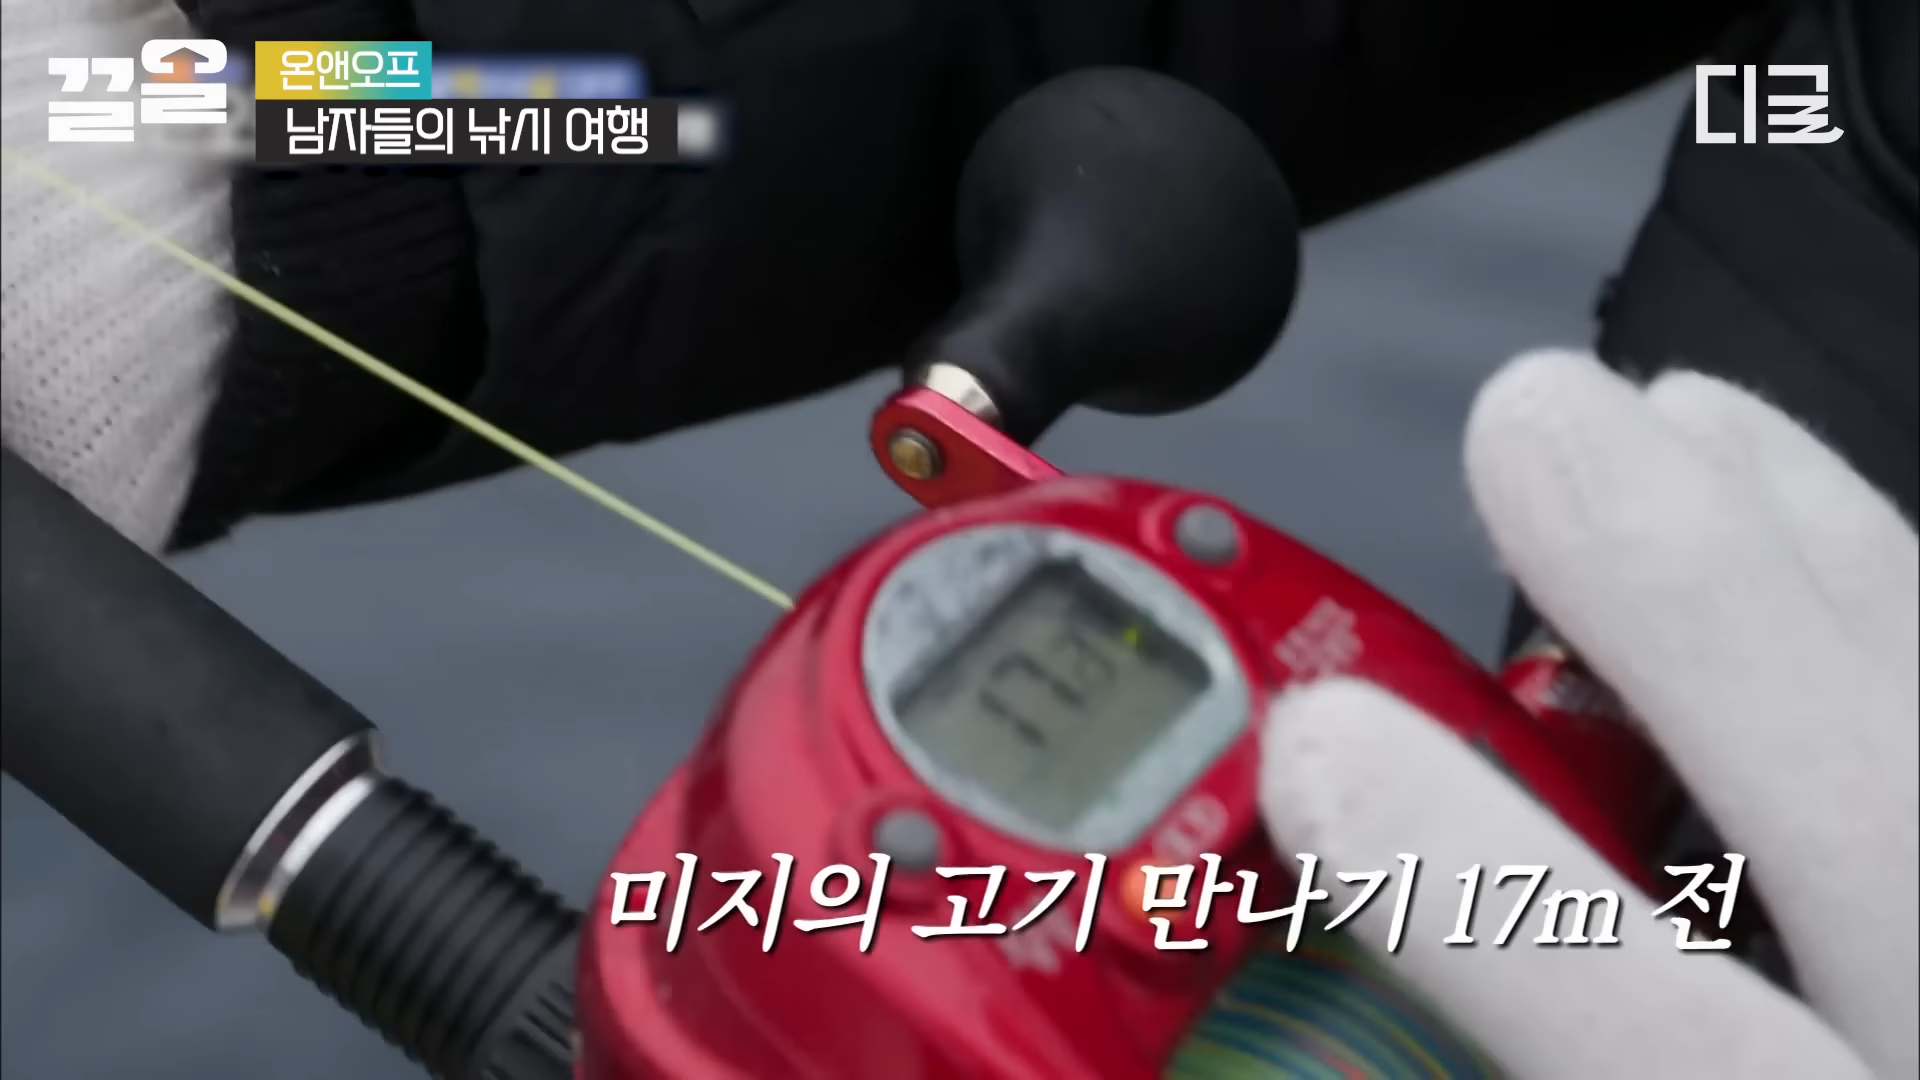 끌올
온앤오프
남자들의 낚시 여행
디글
미지의 고기 만나기 17m 전